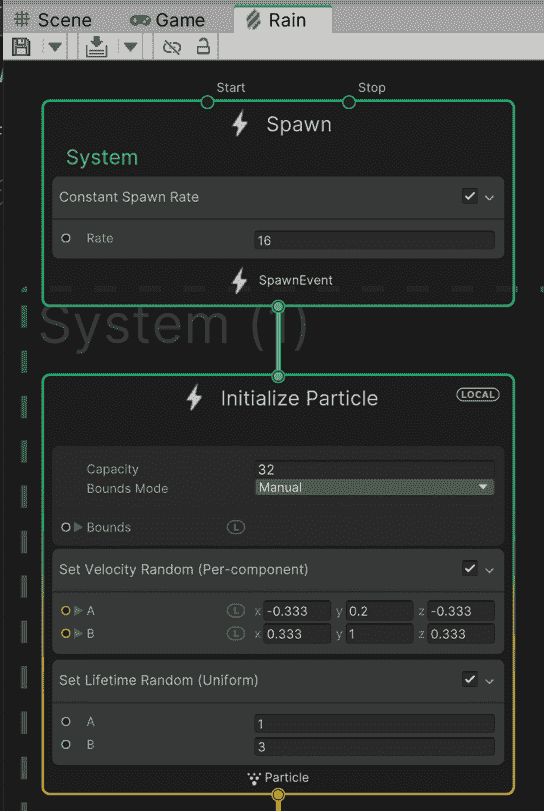 Scene Game Rain
Start Stop
Spawn
System
Constant Spawn Rate
Rate 16
SpawnEvent
System (1)
Initialize Particle LOCAL
Capacity 32
Bounds Mode Manual
Bounds L
Set Velocity Random (Per-component)
A L x -0.333 y 0.2 z -0.333
B L x 0.333 y 1 z 0.333
Set Lifetime Random (Uniform)
A 1
B 3
Particle